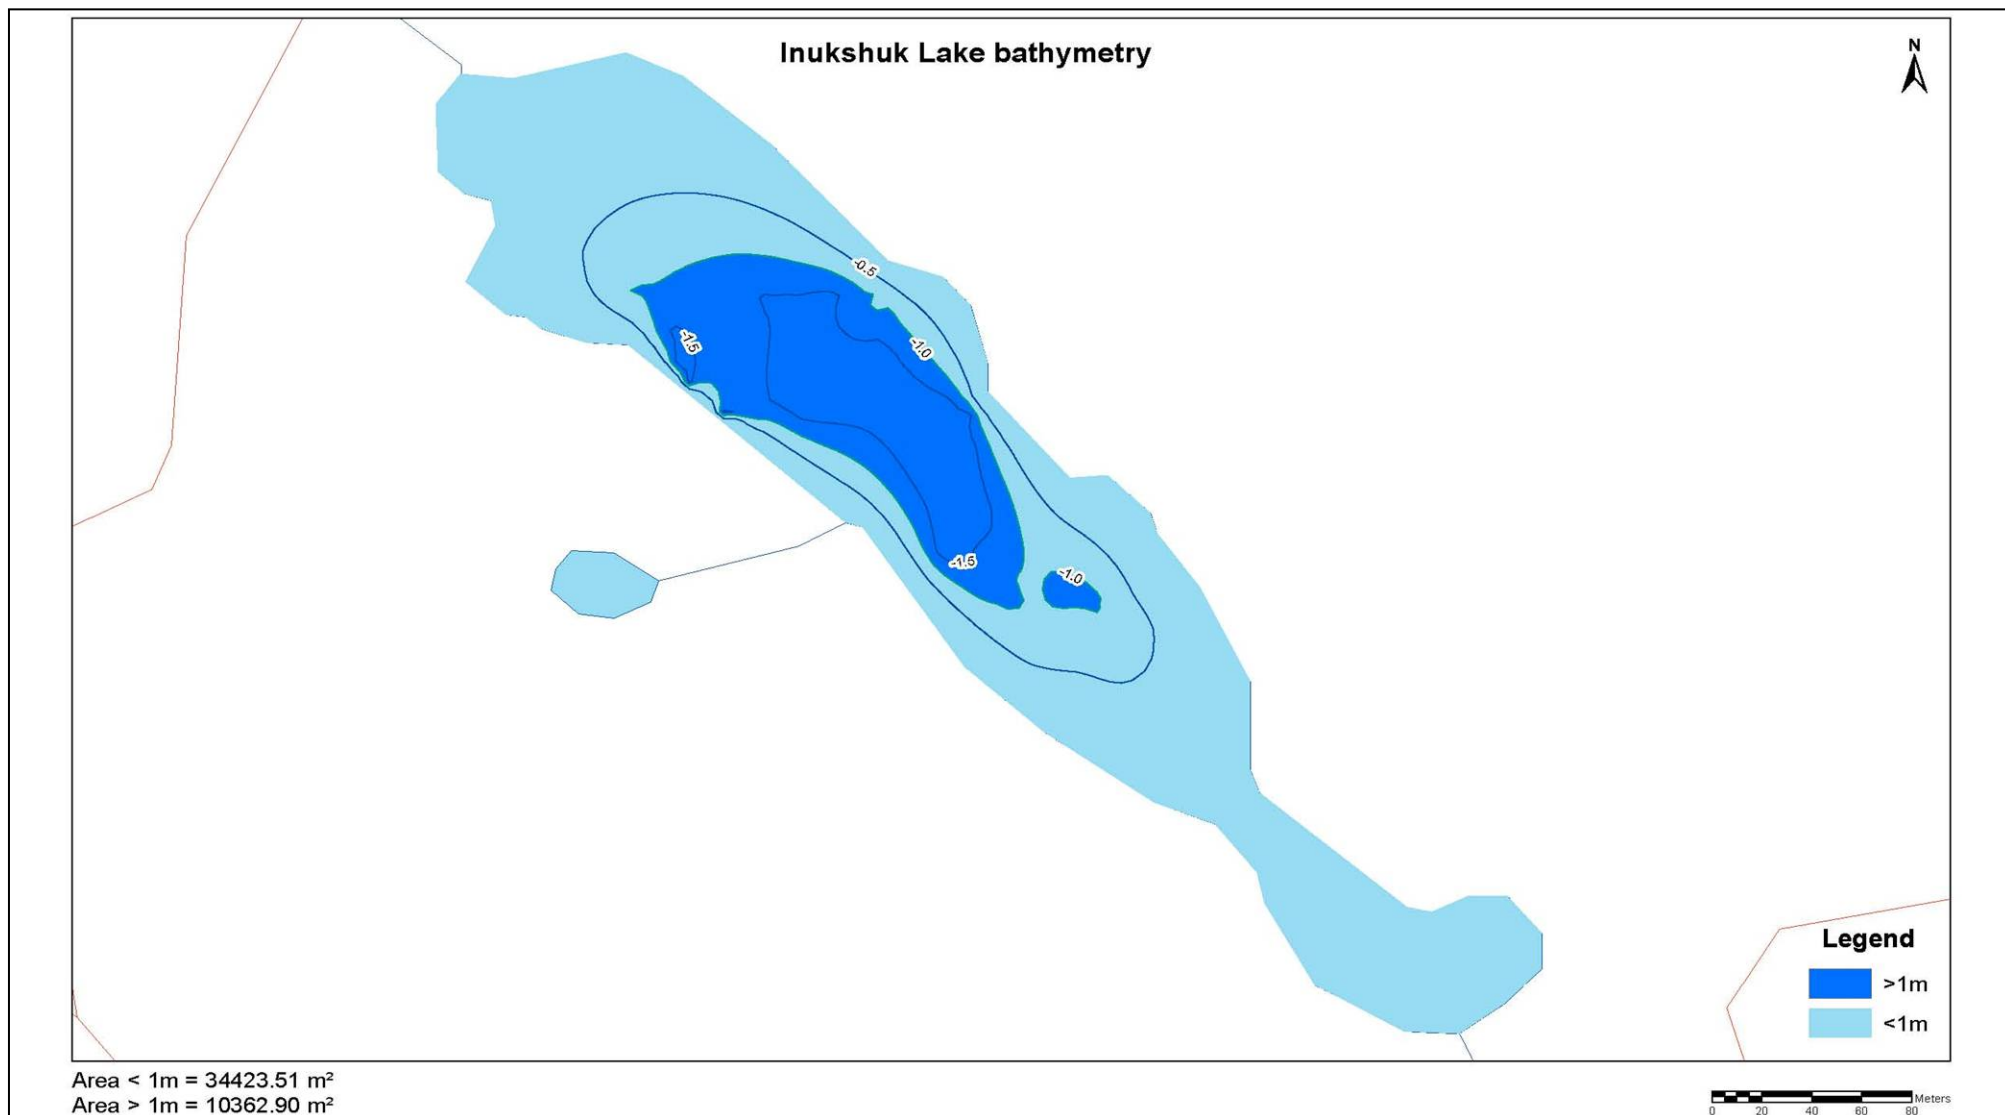 Inukshuk Lake bathymetry
N
-0.5
-1.5
-1.0
-1.5
-1.0
Legend
>1m
<1m
Area < 1m = 34423.51 m²
Area > 1m = 10362.90 m²
Meters
0 20 40 60 80